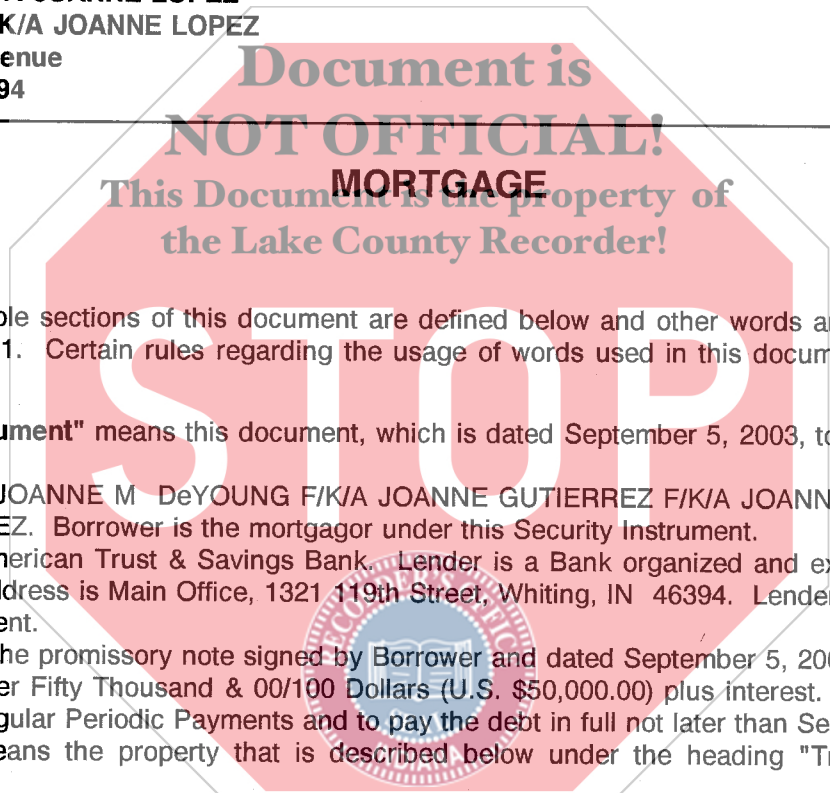 K/A JOANNE LOPEZ
enue
94
Document is
NOT OFFICIAL!
MORTGAGE
This Document is the property of
the Lake County Recorder!
STOP
ble sections of this document are defined below and other words a
1. Certain rules regarding the usage of words used in this docum
ument" means this document, which is dated September 5, 2003, to
JOANNE M DeYOUNG F/K/A JOANNE GUTIERREZ F/K/A JOANN
EZ. Borrower is the mortgagor under this Security Instrument.
nerican Trust & Savings Bank. Lender is a Bank organized and ex
ddress is Main Office, 1321 119th Street, Whiting, IN 46394. Lender
ent.
he promissory note signed by Borrower and dated September 5, 200
er Fifty Thousand & 00/100 Dollars (U.S. $50,000.00) plus interest.
gular Periodic Payments and to pay the debt in full not later than Se
eans the property that is described below under the heading "Tr
RECORDER'S OFFICE
INDIANA